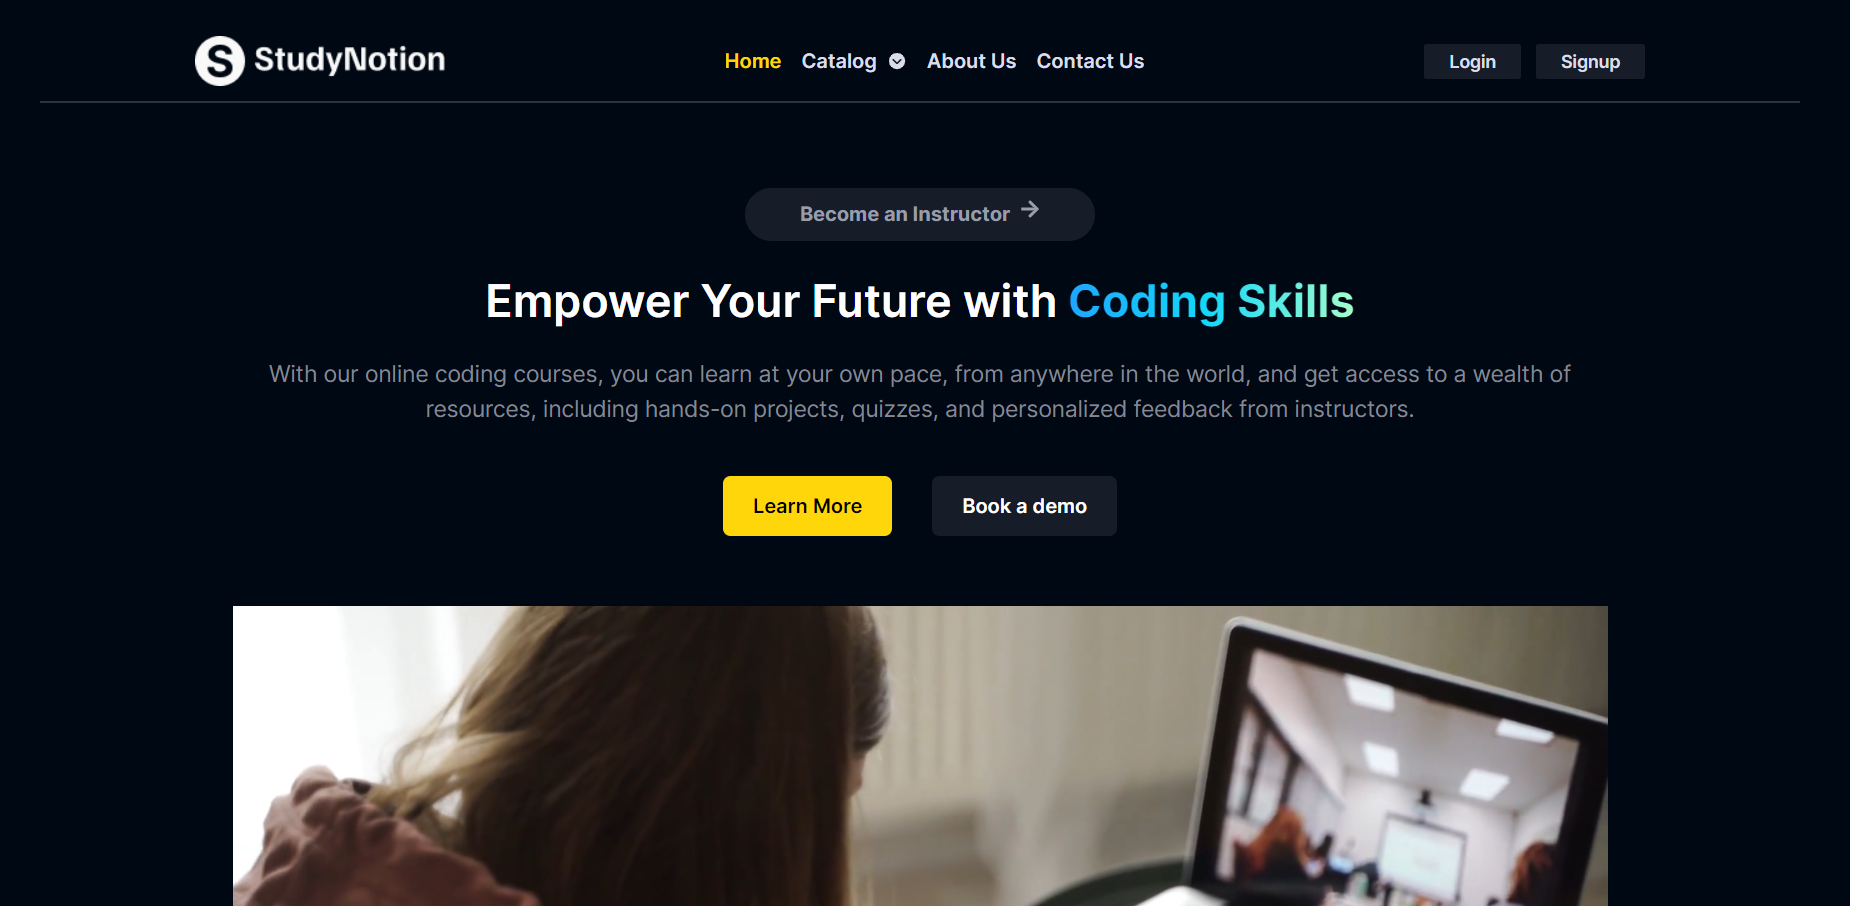 StudyNotion
Home Catalog About Us Contact Us
Login Signup
Become an Instructor
Empower Your Future with Coding Skills
With our online coding courses, you can learn at your own pace, from anywhere in the world, and get access to a wealth of
resources, including hands-on projects, quizzes, and personalized feedback from instructors.
Learn More Book a demo